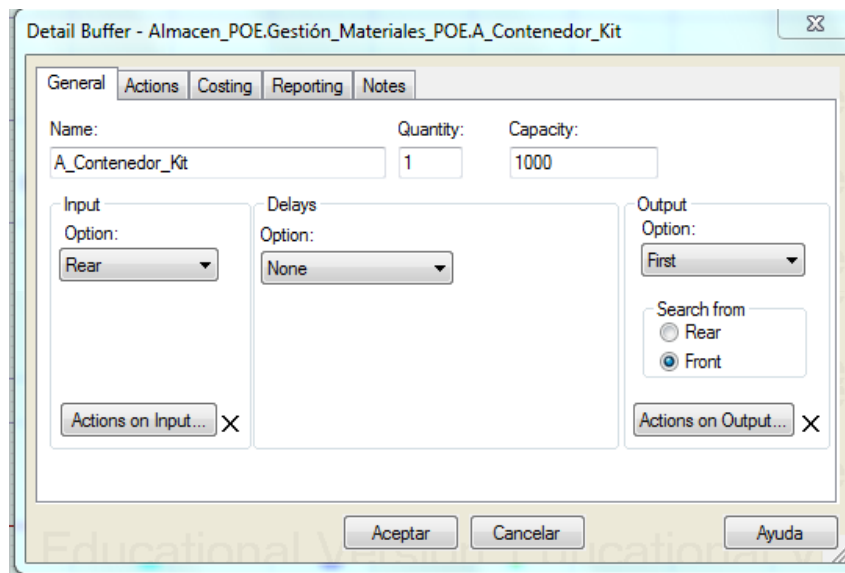 Detail Buffer - Almacen_POE.Gestión_Materiales_POE.A_Contenedor_Kit
General Actions Costing Reporting Notes
Name: Quantity: Capacity:
A_Contenedor_Kit 1 1000
Input Delays Output
Option: Option: Option:
Rear None First
Search from
Rear
Front
Actions on Input... X Actions on Output... X
Aceptar Cancelar Ayuda
Educational Version Educational V